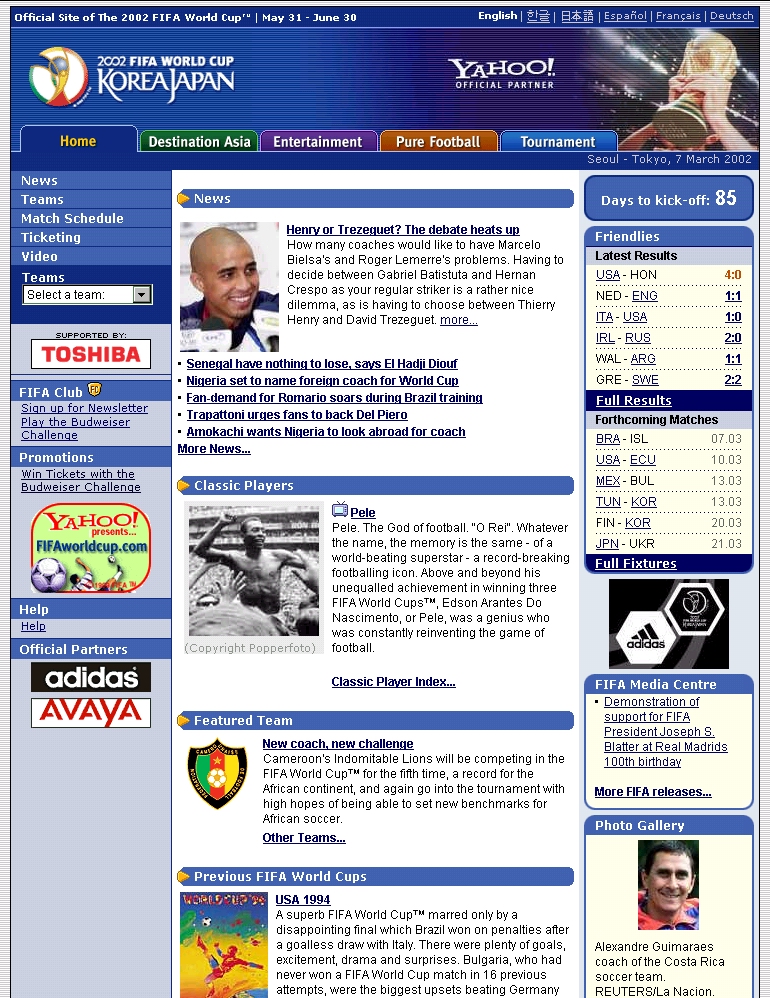 Official Site of The 2002 FIFA World Cup™ | May 31 - June 30
English | 한글 | 日本語 | Español | Français | Deutsch
2002 FIFA WORLD CUP
KOREAJAPAN
YAHOO!
OFFICIAL PARTNER
Home
Destination Asia
Entertainment
Pure Football
Tournament
Seoul - Tokyo, 7 March 2002
News
Teams
Match Schedule
Ticketing
Video
Teams
Select a team:
SUPPORTED BY:
TOSHIBA
FIFA Club
Sign up for Newsletter
Play the Budweiser
Challenge
Promotions
Win Tickets with the
Budweiser Challenge
YAHOO!
presents...
FIFAworldcup.com
Help
Help
Official Partners
adidas
AVAYA
News
Henry or Trezeguet? The debate heats up
How many coaches would like to have Marcelo
Bielsa's and Roger Lemerre's problems. Having to
decide between Gabriel Batistuta and Hernan
Crespo as your regular striker is a rather nice
dilemma, as is having to choose between Thierry
Henry and David Trezeguet. more...
• Senegal have nothing to lose, says El Hadji Diouf
• Nigeria set to name foreign coach for World Cup
• Fan-demand for Romario soars during Brazil training
• Trapattoni urges fans to back Del Piero
• Amokachi wants Nigeria to look abroad for coach
More News...
Classic Players
Pele
Pele. The God of football. "O Rei". Whatever
the name, the memory is the same - of a
world-beating superstar - a record-breaking
footballing icon. Above and beyond his
unequalled achievement in winning three
FIFA World Cups™, Edson Arantes Do
Nascimento, or Pele, was a genius who
was constantly reinventing the game of
football.
(Copyright Popperfoto)
Classic Player Index...
Featured Team
New coach, new challenge
Cameroon's Indomitable Lions will be competing in the
FIFA World Cup™ for the fifth time, a record for the
African continent, and again go into the tournament with
high hopes of being able to set new benchmarks for
African soccer.
Other Teams...
Previous FIFA World Cups
WORLD CUP '94
USA 1994
A superb FIFA World Cup™ marred only by a
disappointing final which Brazil won on penalties after
a goalless draw with Italy. There were plenty of goals,
excitement, drama and surprises. Bulgaria, who had
never won a FIFA World Cup match in 16 previous
attempts, were the biggest upsets beating Germany
Days to kick-off: 85
Friendlies
Latest Results
USA - HON 4:0
NED - ENG 1:1
ITA - USA 1:0
IRL - RUS 2:0
WAL - ARG 1:1
GRE - SWE 2:2
Full Results
Forthcoming Matches
BRA - ISL 07.03
USA - ECU 10.03
MEX - BUL 13.03
TUN - KOR 13.03
FIN - KOR 20.03
JPN - UKR 21.03
Full Fixtures
adidas
FIFA Media Centre
• Demonstration of
support for FIFA
President Joseph S.
Blatter at Real Madrids
100th birthday
More FIFA releases...
Photo Gallery
Alexandre Guimaraes
coach of the Costa Rica
soccer team.
REUTERS/La Nacion.